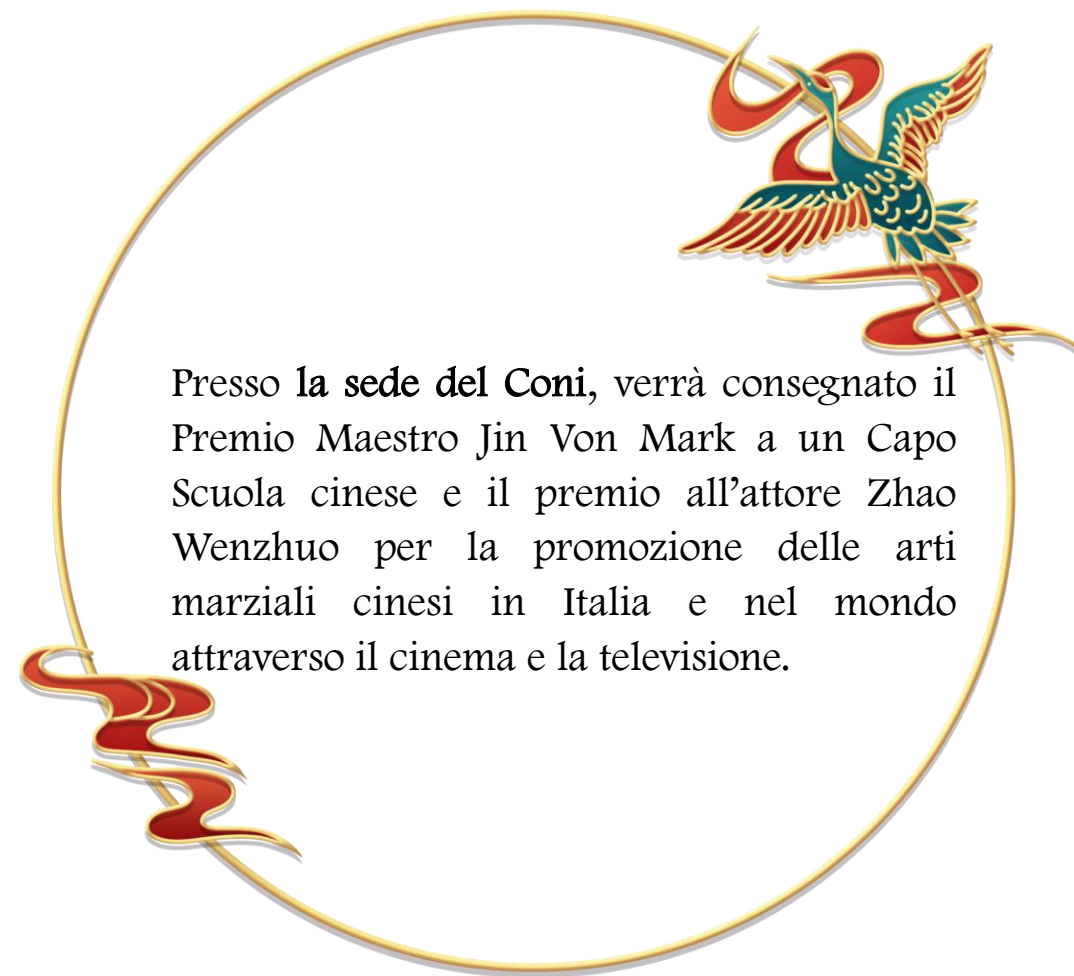 Presso la sede del Coni, verrà consegnato il
Premio Maestro Jin Von Mark a un Capo
Scuola cinese e il premio all’attore Zhao
Wenzhuo per la promozione delle arti
marziali cinesi in Italia e nel mondo
attraverso il cinema e la televisione.